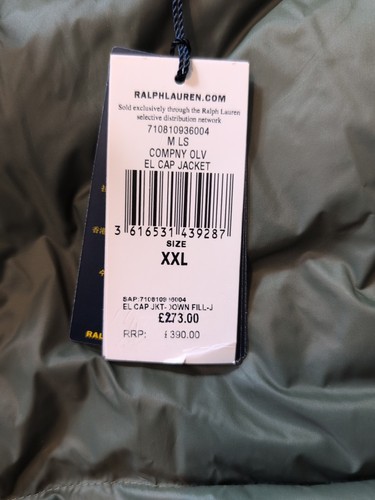 RALPHLAUREN.COM
Sold exclusively through the Ralph Lauren
selective distribution network
710810936004
M LS
COMPNY OLV
EL CAP JACKET
3 616531 439287
SIZE
XXL
SAP:710810936004
EL CAP JKT-DOWN FILL-J
£273.00
RRP: £390.00
RAL